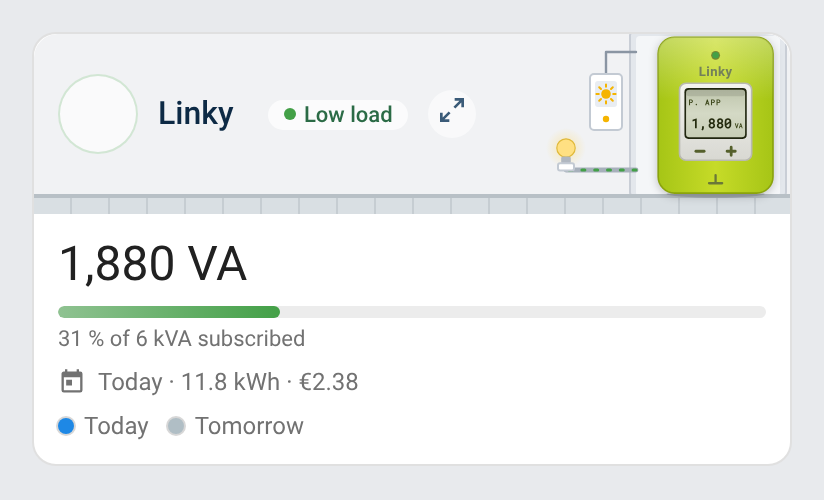 Linky
Low load
Linky
P. APP
1,880 VA
1,880 VA
31 % of 6 kVA subscribed
Today · 11.8 kWh · €2.38
Today
Tomorrow